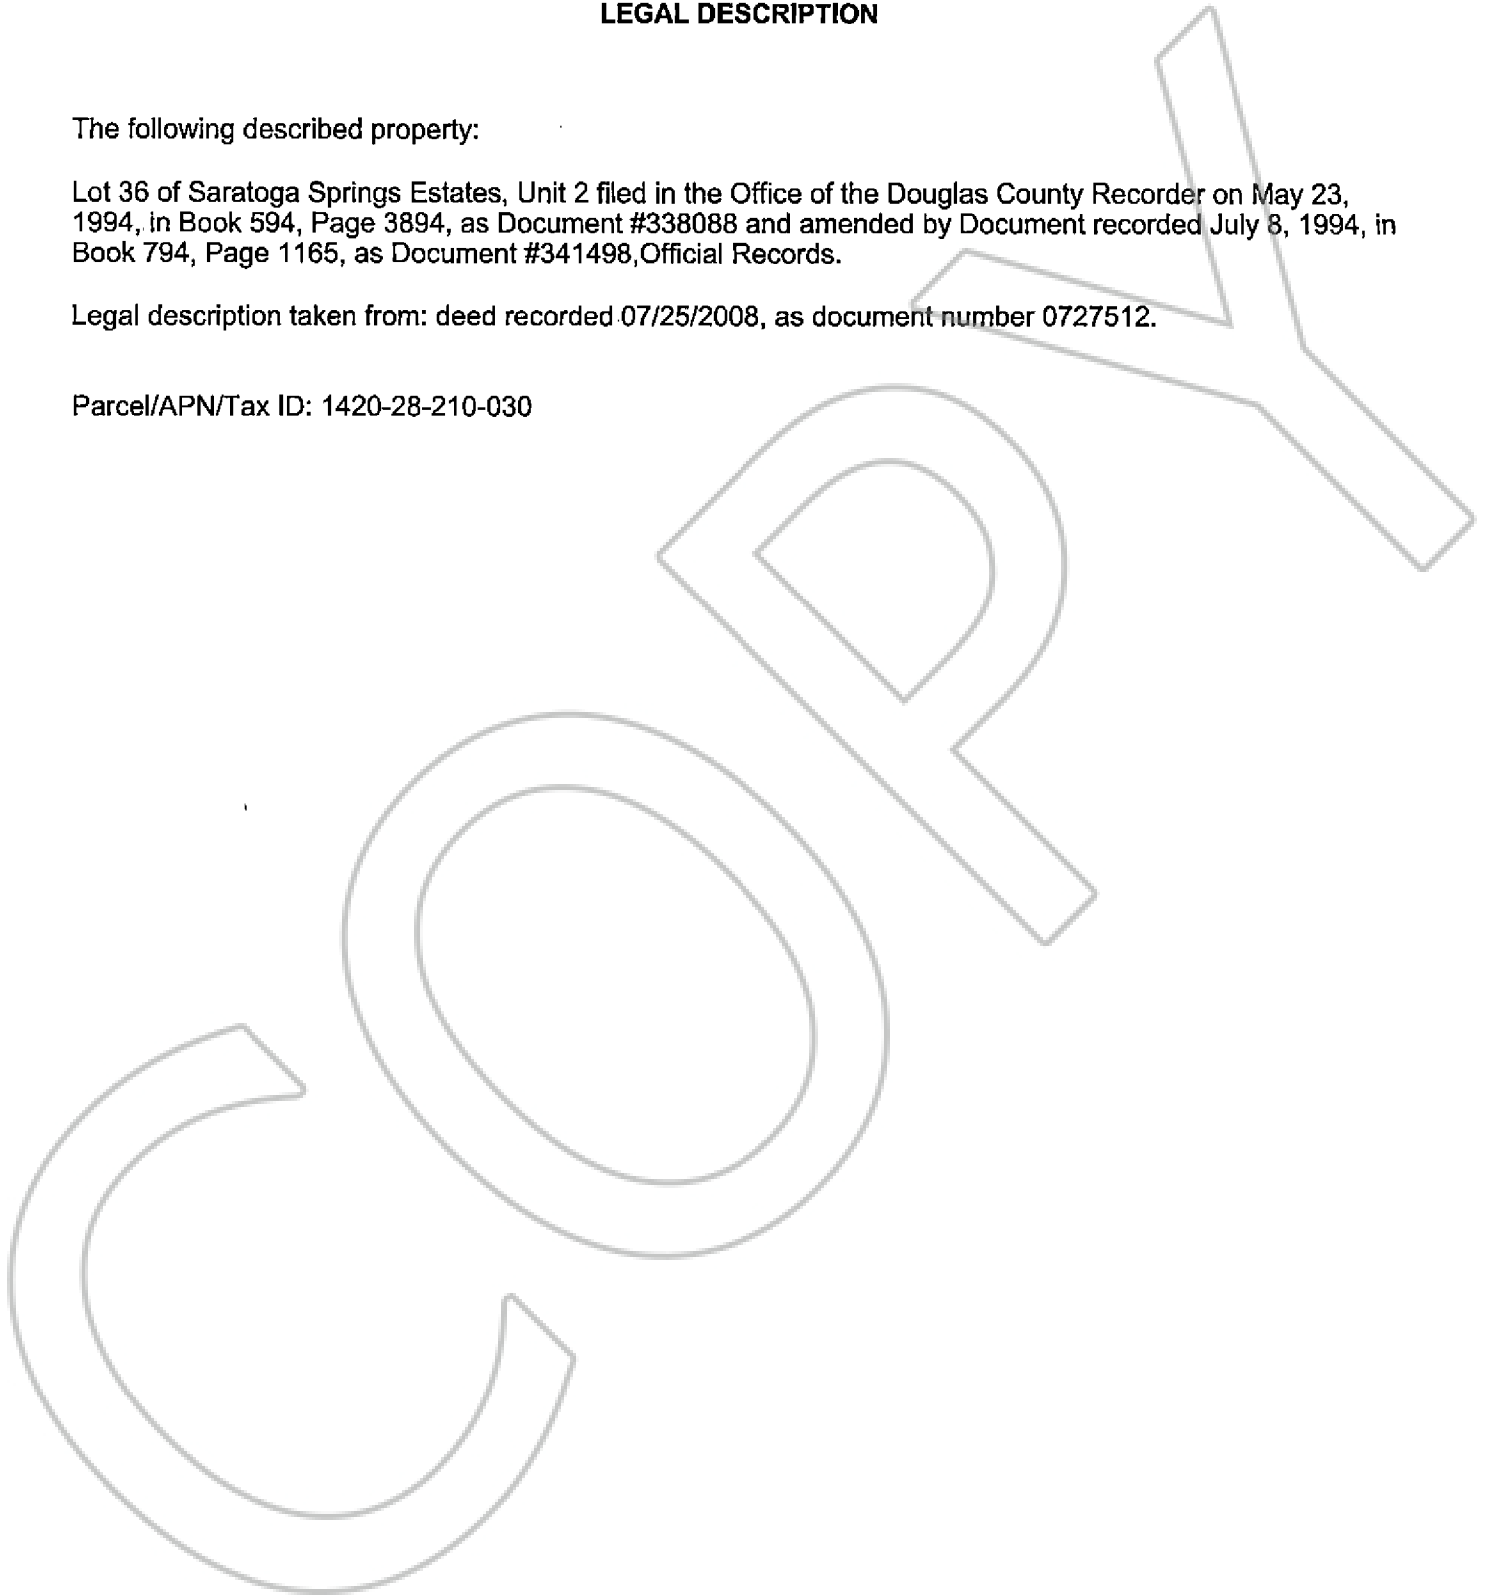 LEGAL DESCRIPTION
The following described property:
Lot 36 of Saratoga Springs Estates, Unit 2 filed in the Office of the Douglas County Recorder on May 23,
1994, in Book 594, Page 3894, as Document #338088 and amended by Document recorded July 8, 1994, in
Book 794, Page 1165, as Document #341498,Official Records.
Legal description taken from: deed recorded 07/25/2008, as document number 0727512.
Parcel/APN/Tax ID: 1420-28-210-030
COPY